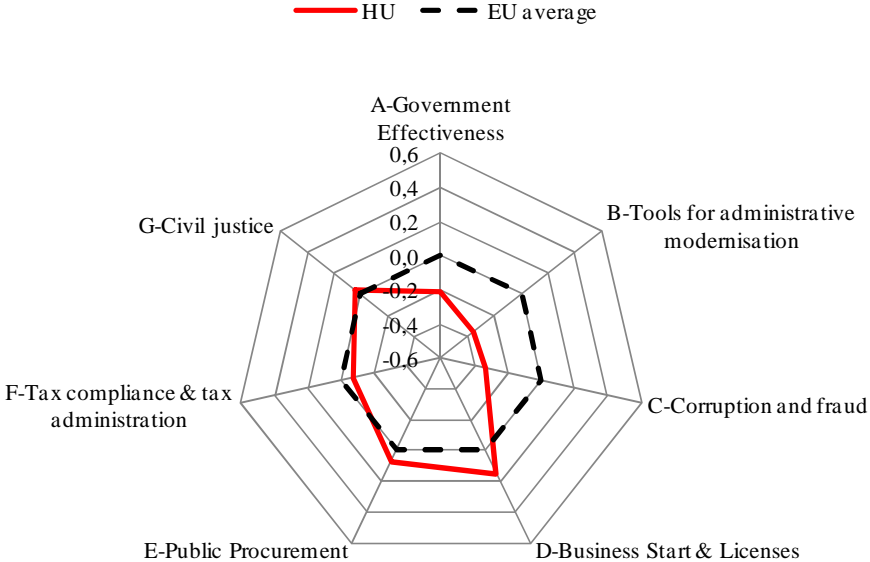 HU EU average
A-Government
Effectiveness
0,6
0,4
0,2
0,0
-0,2
-0,4
-0,6
B-Tools for administrative
modernisation
C-Corruption and fraud
D-Business Start & Licenses
E-Public Procurement
F-Tax compliance & tax
administration
G-Civil justice